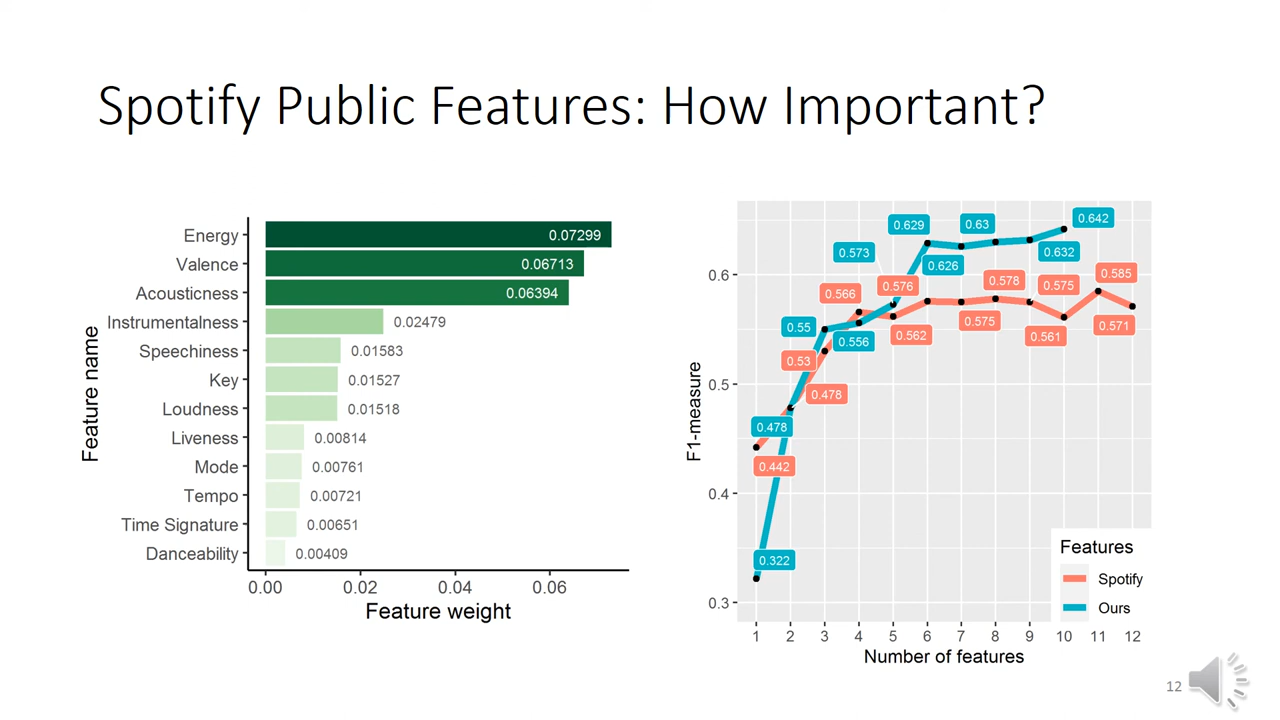 Spotify Public Features: How Important?
Feature name
Energy 0.07299
Valence 0.06713
Acousticness 0.06394
Instrumentalness 0.02479
Speechiness 0.01583
Key 0.01527
Loudness 0.01518
Liveness 0.00814
Mode 0.00761
Tempo 0.00721
Time Signature 0.00651
Danceability 0.00409
0.00 0.02 0.04 0.06
Feature weight
F1-measure
0.6
0.5
0.4
0.3
0.642
0.629 0.63
0.573 0.626 0.632
0.566 0.576 0.578 0.575 0.585
0.55 0.556 0.562 0.575 0.561 0.571
0.53
0.478
0.478
0.442
0.322
Features
Spotify
Ours
1 2 3 4 5 6 7 8 9 10 11 12
Number of features
12